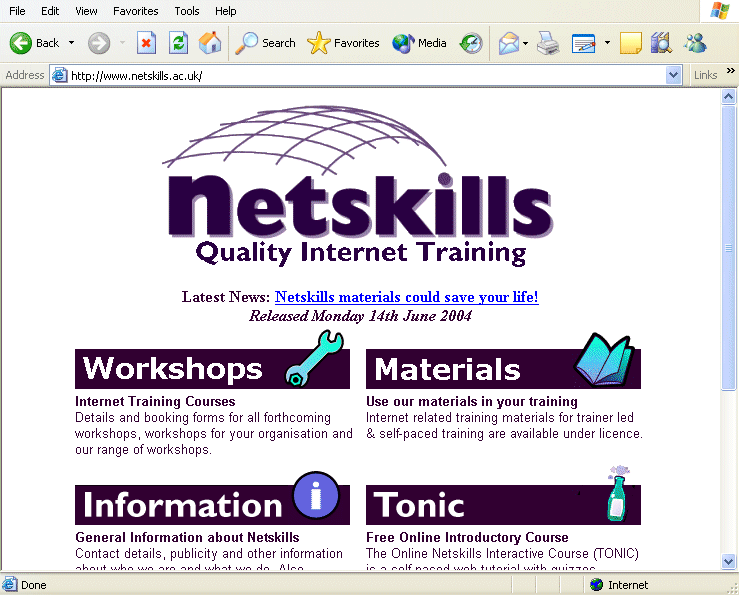 File Edit View Favorites Tools Help
Back Search Favorites Media
Address http://www.netskills.ac.uk/ Links »
netskills
Quality Internet Training
Latest News: Netskills materials could save your life!
Released Monday 14th June 2004
Workshops
Internet Training Courses
Details and booking forms for all forthcoming
workshops, workshops for your organisation and
our range of workshops.
Materials
Use our materials in your training
Internet related training materials for trainer led
& self-paced training are available under licence.
Information
General Information about Netskills
Contact details, publicity and other information
about who we are and what we do. Also
Tonic
Free Online Introductory Course
The Online Netskills Interactive Course (TONIC)
is a self paced web tutorial with quizzes
Done Internet